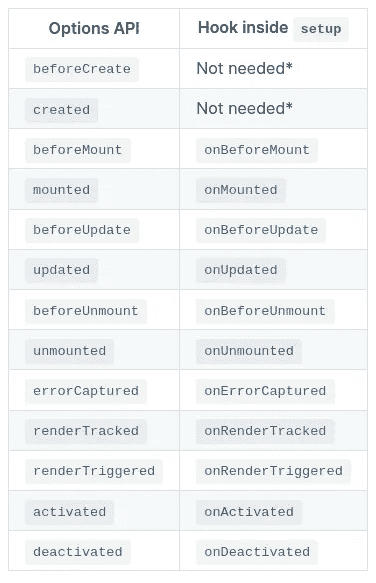 Options API Hook inside setup
beforeCreate Not needed*
created Not needed*
beforeMount onBeforeMount
mounted onMounted
beforeUpdate onBeforeUpdate
updated onUpdated
beforeUnmount onBeforeUnmount
unmounted onUnmounted
errorCaptured onErrorCaptured
renderTracked onRenderTracked
renderTriggered onRenderTriggered
activated onActivated
deactivated onDeactivated